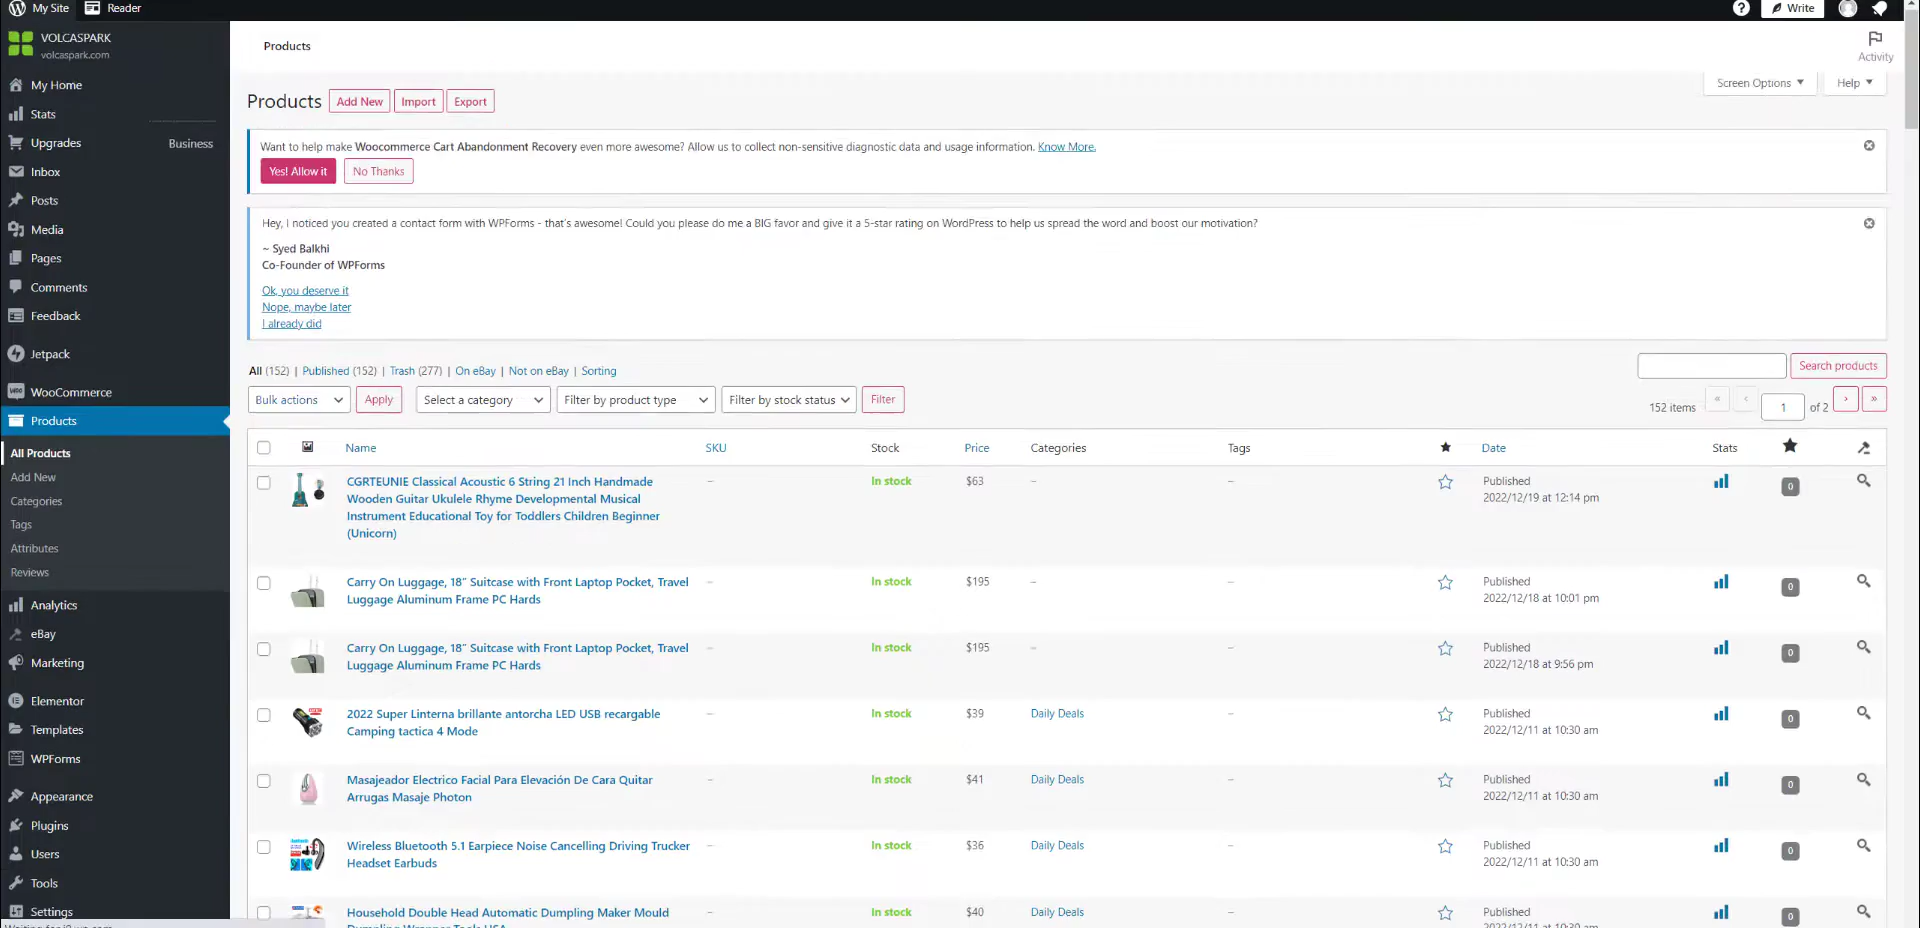 My Site
Reader
Write
VOLCASPARK
volcaspark.com
Products
Activity
My Home
Stats
Upgrades Business
Inbox
Posts
Media
Pages
Comments
Feedback
Jetpack
WooCommerce
Products
All Products
Add New
Categories
Tags
Attributes
Reviews
Analytics
eBay
Marketing
Elementor
Templates
WPForms
Appearance
Plugins
Users
Tools
Settings
Screen Options
Help
Products Add New Import Export
Want to help make Woocommerce Cart Abandonment Recovery even more awesome? Allow us to collect non-sensitive diagnostic data and usage information. Know More.
Yes! Allow it No Thanks
Hey, I noticed you created a contact form with WPForms - that's awesome! Could you please do me a BIG favor and give it a 5-star rating on WordPress to help us spread the word and boost our motivation?
~ Syed Balkhi
Co-Founder of WPForms
Ok, you deserve it
Nope, maybe later
I already did
All (152) | Published (152) | Trash (277) | On eBay | Not on eBay | Sorting
Search products
Bulk actions Apply Select a category Filter by product type Filter by stock status Filter
152 items « ‹ 1 of 2 › »
Name SKU Stock Price Categories Tags Date Stats
CGRTEUNIE Classical Acoustic 6 String 21 Inch Handmade – In stock $63 – – Published 0
Wooden Guitar Ukulele Rhyme Developmental Musical 2022/12/19 at 12:14 pm
Instrument Educational Toy for Toddlers Children Beginner
(Unicorn)
Carry On Luggage, 18″ Suitcase with Front Laptop Pocket, Travel – In stock $195 – – Published 0
Luggage Aluminum Frame PC Hards 2022/12/18 at 10:01 pm
Carry On Luggage, 18″ Suitcase with Front Laptop Pocket, Travel – In stock $195 – – Published 0
Luggage Aluminum Frame PC Hards 2022/12/18 at 9:56 pm
2022 Super Linterna brillante antorcha LED USB recargable – In stock $39 Daily Deals – Published 0
Camping tactica 4 Mode 2022/12/11 at 10:30 am
Masajeador Electrico Facial Para Elevación De Cara Quitar – In stock $41 Daily Deals – Published 0
Arrugas Masaje Photon 2022/12/11 at 10:30 am
Wireless Bluetooth 5.1 Earpiece Noise Cancelling Driving Trucker – In stock $36 Daily Deals – Published 0
Headset Earbuds 2022/12/11 at 10:30 am
Household Double Head Automatic Dumpling Maker Mould – In stock $40 Daily Deals – Published 0